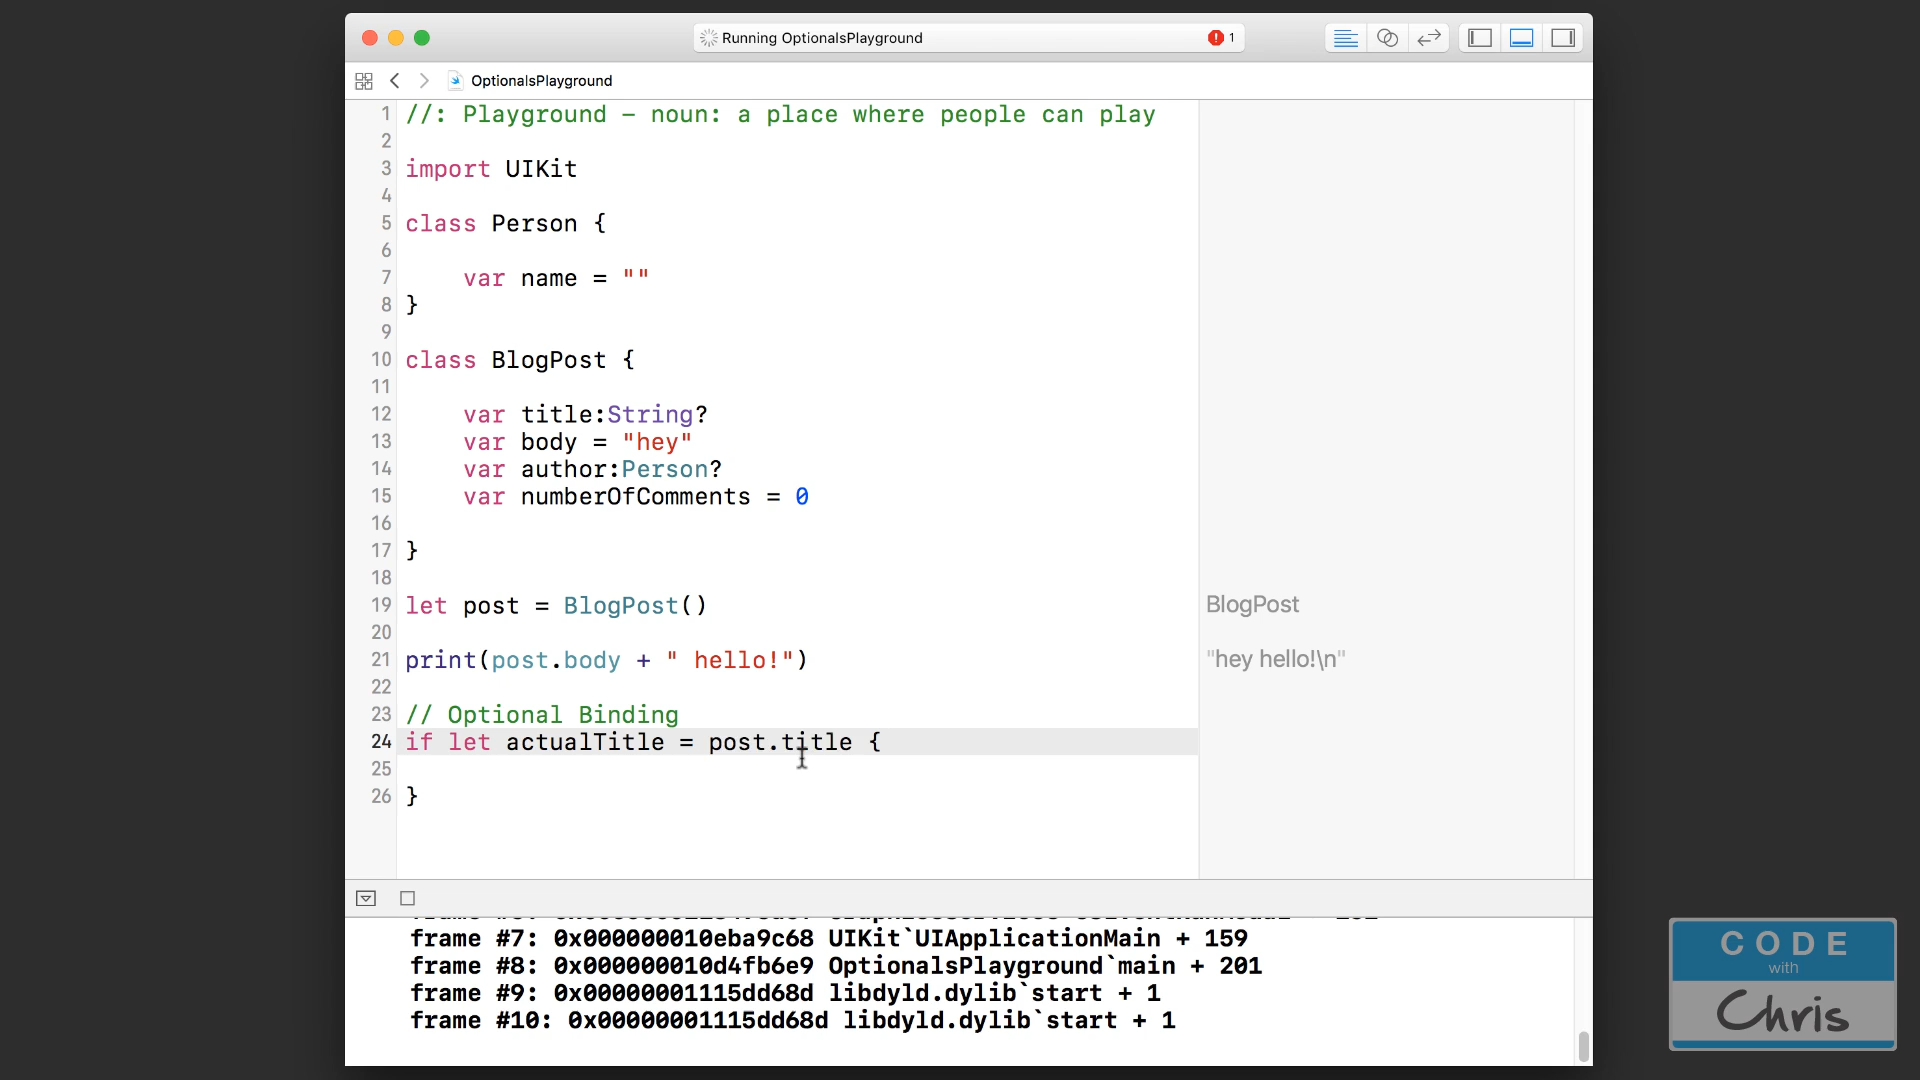 Running OptionalsPlayground
1
OptionalsPlayground
1 //: Playground – noun: a place where people can play
2
3 import UIKit
4
5 class Person {
6
7 var name = ""
8 }
9
10 class BlogPost {
11
12 var title:String?
13 var body = "hey"
14 var author:Person?
15 var numberOfComments = 0
16
17 }
18
19 let post = BlogPost()
BlogPost
20
21 print(post.body + " hello!")
"hey hello!\n"
22
23 // Optional Binding
24 if let actualTitle = post.title {
25
26 }
frame #7: 0x000000010eba9c68 UIKit`UIApplicationMain + 159
frame #8: 0x000000010d4fb6e9 OptionalsPlayground`main + 201
frame #9: 0x00000001115dd68d libdyld.dylib`start + 1
frame #10: 0x00000001115dd68d libdyld.dylib`start + 1
CODE
with
Chris